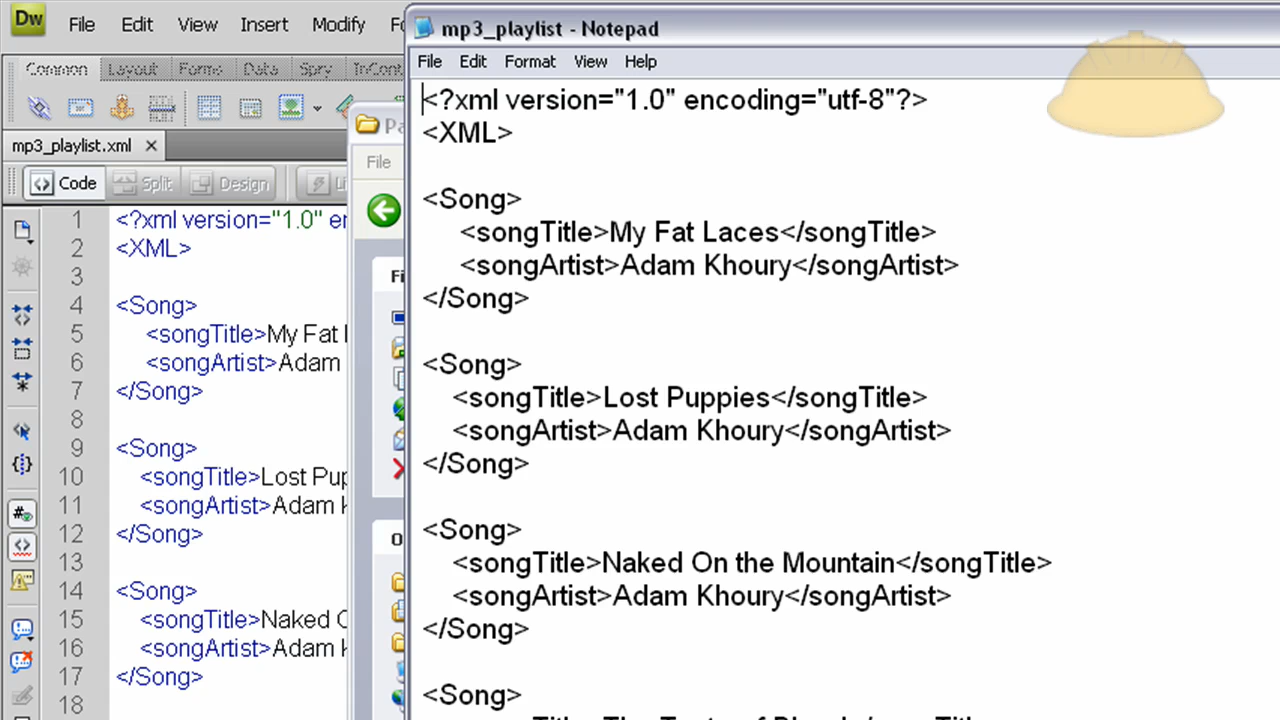 Dw File Edit View Insert Modify
Common Layout Forms Data Spry InCont
mp3_playlist.xml
Code Split Design
1 <?xml version="1.0" en
2 <XML>
3
4 <Song>
5 <songTitle>My Fat
6 <songArtist>Adam
7 </Song>
8
9 <Song>
10 <songTitle>Lost Pup
11 <songArtist>Adam
12 </Song>
13
14 <Song>
15 <songTitle>Naked
16 <songArtist>Adam
17 </Song>
18
File
mp3_playlist - Notepad
File Edit Format View Help
<?xml version="1.0" encoding="utf-8"?>
<XML>
<Song>
<songTitle>My Fat Laces</songTitle>
<songArtist>Adam Khoury</songArtist>
</Song>
<Song>
<songTitle>Lost Puppies</songTitle>
<songArtist>Adam Khoury</songArtist>
</Song>
<Song>
<songTitle>Naked On the Mountain</songTitle>
<songArtist>Adam Khoury</songArtist>
</Song>
<Song>